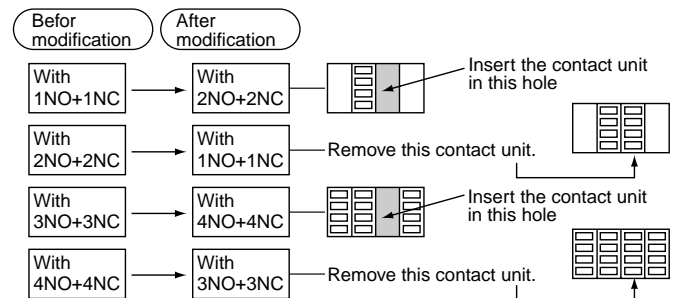 Befor
modification
After
modification
With
1NO+1NC
With
2NO+2NC
Insert the contact unit
in this hole
With
2NO+2NC
With
1NO+1NC
Remove this contact unit.
With
3NO+3NC
With
4NO+4NC
Insert the contact unit
in this hole
With
4NO+4NC
With
3NO+3NC
Remove this contact unit.